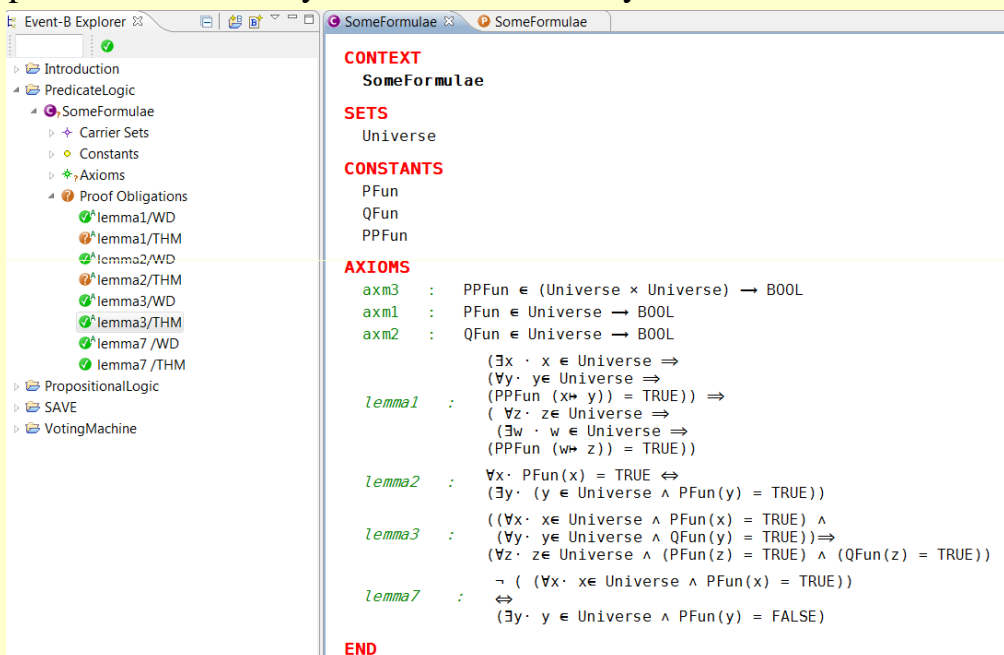 Event-B Explorer
Introduction
PredicateLogic
SomeFormulae
Carrier Sets
Constants
Axioms
Proof Obligations
lemma1/WD
lemma1/THM
lemma2/WD
lemma2/THM
lemma3/WD
lemma3/THM
lemma7 /WD
lemma7 /THM
PropositionalLogic
SAVE
VotingMachine
SomeFormulae
SomeFormulae
CONTEXT
SomeFormulae
SETS
Universe
CONSTANTS
PFun
QFun
PPFun
AXIOMS
axm3 : PPFun ∈ (Universe × Universe) → BOOL
axm1 : PFun ∈ Universe → BOOL
axm2 : QFun ∈ Universe → BOOL
(∃x · x ∈ Universe ⇒
(∀y· y∈ Universe ⇒
lemma1 : (PPFun (x↦ y)) = TRUE)) ⇒
( ∀z· z∈ Universe ⇒
(∃w · w ∈ Universe ⇒
(PPFun (w↦ z)) = TRUE))
lemma2 : ∀x· PFun(x) = TRUE ⇔
(∃y· (y ∈ Universe ∧ PFun(y) = TRUE))
((∀x· x∈ Universe ∧ PFun(x) = TRUE) ∧
lemma3 : (∀y· y∈ Universe ∧ QFun(y) = TRUE))⇒
(∀z· z∈ Universe ∧ (PFun(z) = TRUE) ∧ (QFun(z) = TRUE))
¬ ( (∀x· x∈ Universe ∧ PFun(x) = TRUE))
lemma7 : ⇔
(∃y· y ∈ Universe ∧ PFun(y) = FALSE)
END